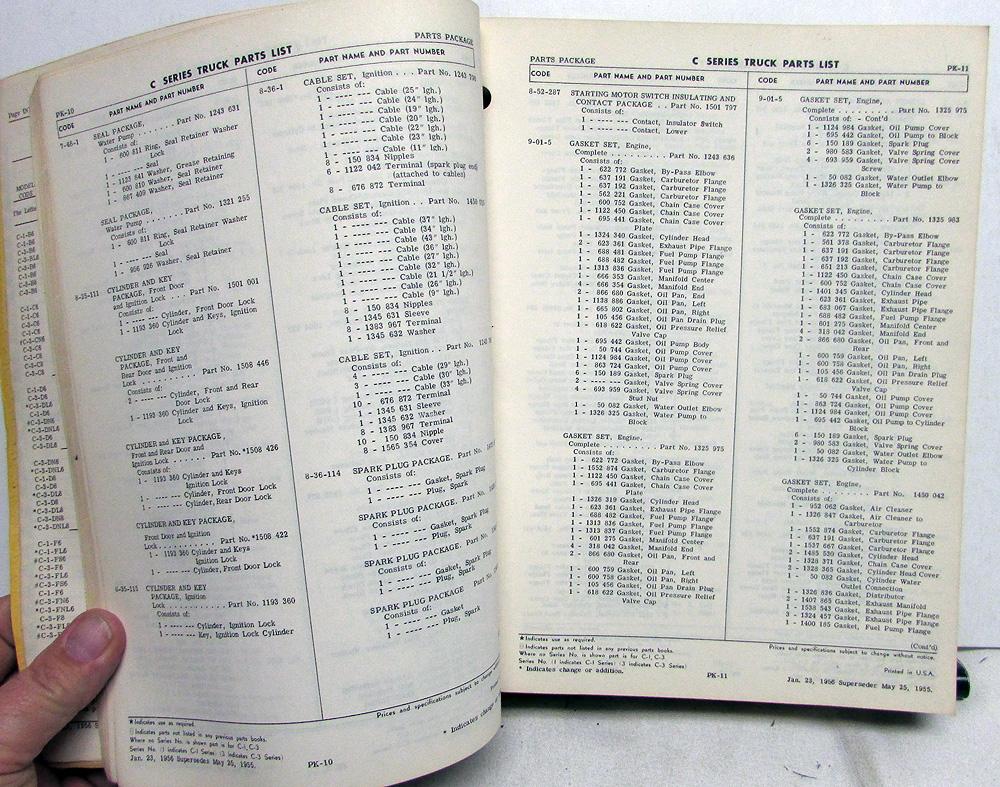 PK-10
C SERIES TRUCK PARTS LIST
PARTS PACKAGE
CODE
PART NAME AND PART NUMBER
7-46-1
SEAL PACKAGE,
Water Pump . . . . . . . Part No. 1243 631
Consists of:
1 - 600 811 Ring, Seal Retainer Washer
Lock
1 - ----- Seal
1 - 1123 841 Washer, Grease Retaining
1 - 600 810 Washer, Seal Retainer
1 - 867 409 Washer, Seal Retainer
SEAL PACKAGE,
Water Pump . . . . . . . Part No. 1321 255
Consists of:
1 - 600 811 Ring, Seal Retainer Washer
Lock
1 - ----- Seal
1 - 956 926 Washer, Seal Retainer
8-35-111
CYLINDER AND KEY
PACKAGE, Front Door
and Ignition Lock . . . Part No. 1501 001
Consists of:
1 - ----- Cylinder, Front Door Lock
1 - 1193 360 Cylinder and Keys, Ignition
Lock
CYLINDER AND KEY
PACKAGE, Front and
Rear Door and Ignition
Lock . . . . . . . . . . . Part No. 1508 446
Consists of:
2 - ----- Cylinder, Front and Rear
Door Lock
1 - 1193 360 Cylinder and Keys, Ignition
Lock
CYLINDER and KEY PACKAGE,
Front and Rear Door and
Ignition Lock . . . . . Part No.*1508 426
Consists of:
1 - 1193 360 Cylinder and Keys
Ignition Lock
1 - ----- Cylinder, Front Door Lock
1 - ----- Cylinder, Rear Door Lock
CYLINDER AND KEY PACKAGE,
Front Door and Ignition
Lock . . . . . . . . Part No. *1508 422
1 - 1193 360 Cylinder and Keys
Ignition Lock
1 - ----- Cylinder, Front Door Lock
CYLINDER AND KEY
PACKAGE, Ignition
Lock . . . . . . . . . . Part No. 1193 360
Consists of:
1 - ----- Cylinder, Ignition Lock
1 - ----- Key, Ignition Lock Cylinder
CODE
PART NAME AND PART NUMBER
8-36-1
CABLE SET, Ignition . . . Part No. 1243
Consists of:
1 - ----- Cable (25" lgh.)
1 - ----- Cable (24" lgh.)
1 - ----- Cable (19" lgh.)
1 - ----- Cable (20" lgh.)
1 - ----- Cable (22" lgh.)
1 - ----- Cable (23" lgh.)
1 - ----- Cable (11" lgh.)
8 - 150 834 Nipples
6 - 1122 042 Terminal (spark plug end)
(attached to cables)
8 - 676 872 Terminal
CABLE SET, Ignition . . . Part No. 1450
Consists of:
1 - ----- Cable (37" lgh.)
1 - ----- Cable (34" lgh.)
1 - ----- Cable (43" lgh.)
1 - ----- Cable (36" lgh.)
1 - ----- Cable (27" lgh.)
1 - ----- Cable (32" lgh.)
1 - ----- Cable (21 1/2" lgh.)
1 - ----- Cable (26" lgh.)
1 - ----- Cable (9" lgh.)
8 - 150 834 Nipples
8 - 1345 631 Sleeve
8 - 1383 967 Terminal
8 - 1345 632 Washer
CABLE SET, Ignition . . . Part No.
Consists of:
4 - ----- Cable (29" lgh.)
3 - ----- Cable (30" lgh.)
1 - ----- Cable (33" lgh.)
10 - 676 872 Terminal
1 - 1345 631 Sleeve
1 - 1345 632 Washer
8 - 1383 967 Terminal
10 - 150 834 Nipple
8 - 1565 354 Cover
8-36-114
SPARK PLUG PACKAGE. Part No.
Consists of:
1 - ----- Gasket, Spark Plug
1 - ----- Plug, Spark
SPARK PLUG PACKAGE. Part No.
Consists of:
1 - ----- Gasket, Spark Plug
1 - ----- Plug, Spark
SPARK PLUG PACKAGE. Part No.
Consists of:
1 - ----- Gasket, Spark Plug
1 - ----- Plug, Spark
SPARK PLUG PACKAGE
Consists of:
1 - ----- Gasket, Spark
1 - ----- Plug, Spark
★Indicates use as required.
Indicates parts not listed in any previous parts books.
Where no Series No. is shown part is for C-1, C-3
Series No. (1 indicates C-1 Series) (3 indicates C-3 Series)
Jan. 23, 1956 Supersedes May 25, 1955.
PK-10
Prices and specifications subject to change
* Indicates change
PARTS PACKAGE
C SERIES TRUCK PARTS LIST
PK-11
CODE
PART NAME AND PART NUMBER
8-52-287
STARTING MOTOR SWITCH INSULATING AND
CONTACT PACKAGE . . Part No. 1501 797
Consists of:
1 - ----- Contact, Insulator Switch
1 - ----- Contact, Lower
9-01-5
GASKET SET, Engine,
Complete . . . . . . . . . . Part No. 1243 636
Consists of:
1 - 622 772 Gasket, By-Pass Elbow
1 - 637 191 Gasket, Carburetor Flange
1 - 637 192 Gasket, Carburetor Flange
1 - 562 221 Gasket, Carburetor Flange
1 - 600 752 Gasket, Chain Case Cover
1 - 1122 450 Gasket, Chain Case Cover
1 - 695 441 Gasket, Chain Case Cover
Plate
1 - 1324 340 Gasket, Cylinder Head
2 - 623 361 Gasket, Exhaust Pipe Flange
1 - 688 481 Gasket, Fuel Pump Flange
1 - 688 482 Gasket, Fuel Pump Flange
1 - 1313 836 Gasket, Fuel Pump Flange
1 - 666 353 Gasket, Manifold Center
4 - 666 354 Gasket, Manifold End
2 - 866 680 Gasket, Oil Pan, End
1 - 1138 886 Gasket, Oil Pan, Left
1 - 665 802 Gasket, Oil Pan, Right
1 - 105 456 Gasket, Oil Pan Drain Plug
1 - 618 622 Gasket, Oil Pressure Relief
Valve Cap
1 - 695 442 Gasket, Oil Pump Body
1 - 50 744 Gasket, Oil Pump Cover
1 - 1124 984 Gasket, Oil Pump Cover
1 - 863 724 Gasket, Oil Pump Cover
6 - 150 189 Gasket, Spark Plug
2 - ----- Gasket, Valve Spring Cover
4 - 693 959 Gasket, Valve Spring Cover
Stud Nut
1 - 50 082 Gasket, Water Outlet Elbow
1 - 1326 325 Gasket, Water Pump to
Block
GASKET SET, Engine,
Complete . . . . . . . . . . Part No. 1325 975
Consists of:
1 - 622 772 Gasket, By-Pass Elbow
1 - 1552 874 Gasket, Carburetor Flange
1 - 1122 450 Gasket, Chain Case Cover
1 - 695 441 Gasket, Chain Case Cover
Plate
1 - 1326 319 Gasket, Cylinder Head
1 - 623 361 Gasket, Exhaust Pipe Flange
1 - 688 482 Gasket, Fuel Pump Flange
1 - 1313 836 Gasket, Fuel Pump Flange
1 - 1313 837 Gasket, Fuel Pump Flange
1 - 601 275 Gasket, Manifold Center
1 - 318 042 Gasket, Manifold End
2 - 866 680 Gasket, Oil Pan, Front and
Rear
1 - 600 759 Gasket, Oil Pan, Left
1 - 600 758 Gasket, Oil Pan, Right
1 - 105 456 Gasket, Oil Pan Drain Plug
1 - 618 622 Gasket, Oil Pressure Relief
Valve Cap
CODE
PART NAME AND PART NUMBER
9-01-5
GASKET SET, Engine,
Complete . . . . . . . . . Part No. 1325 975
Consists of: - Cont'd
1 - 1124 984 Gasket, Oil Pump Cover
1 - 695 442 Gasket, Oil Pump to Block
6 - 150 189 Gasket, Spark Plug
2 - 980 583 Gasket, Valve Spring Cover
4 - 693 959 Gasket, Valve Spring Cover
Screw
1 - 50 082 Gasket, Water Outlet Elbow
1 - 1326 325 Gasket, Water Pump to
Block
GASKET SET, Engine,
Complete . . . . . . . . . Part No. 1325 983
Consists of:
1 - 622 772 Gasket, By-Pass Elbow
1 - 561 378 Gasket, Carburetor Flange
1 - 637 191 Gasket, Carburetor Flange
1 - 637 192 Gasket, Carburetor Flange
1 - 651 213 Gasket, Carburetor Flange
1 - 1122 450 Gasket, Chain Case Cover
1 - 600 752 Gasket, Chain Case Cover
1 - 1401 345 Gasket, Cylinder Head
1 - 623 361 Gasket, Exhaust Pipe
1 - 683 067 Gasket, Exhaust Pipe Flange
1 - 688 482 Gasket, Fuel Pump Flange
1 - 601 275 Gasket, Manifold Center
4 - 318 042 Gasket, Manifold End
2 - 866 680 Gasket, Oil Pan, Front and
Rear
1 - 600 759 Gasket, Oil Pan, Left
1 - 600 758 Gasket, Oil Pan, Right
1 - 105 456 Gasket, Oil Pan Drain Plug
1 - 618 622 Gasket, Oil Pressure Relief
Valve Cap
1 - 50 744 Gasket, Oil Pump Cover
1 - 863 724 Gasket, Oil Pump Cover
1 - 1124 984 Gasket, Oil Pump Cover
1 - 695 442 Gasket, Oil Pump to Cylinder
Block
6 - 150 189 Gasket, Spark Plug
2 - 980 583 Gasket, Valve Spring Cover
1 - 50 082 Gasket, Water Outlet Elbow
1 - 1326 325 Gasket, Water Pump to
Cylinder Block
GASKET SET, Engine,
Complete . . . . . . . . . Part No. 1450 042
Consists of:
1 - 952 062 Gasket, Air Cleaner
1 - 1326 847 Gasket, Air Cleaner to
Carburetor
1 - 1552 874 Gasket, Carburetor Flange
1 - 637 191 Gasket, Carburetor Flange
1 - 1537 667 Gasket, Carburetor Flange
2 - 1485 530 Gasket, Cylinder Head
1 - 1328 371 Gasket, Chain Case Cover
2 - 1328 365 Gasket, Cylinder Head Cover
1 - 50 082 Gasket, Cylinder Water
Outlet Connection
1 - 1326 836 Gasket, Distributor
2 - 1407 865 Gasket, Exhaust Manifold
1 - 1538 543 Gasket, Exhaust Pipe Flange
3 - 1324 457 Gasket, Exhaust Pipe Flange
1 - 1400 185 Gasket, Fuel Pump Flange
(Cont'd)
★Indicates use as required.
Indicates parts not listed in any previous parts books.
Where no Series No. is shown part is for C-1, C-3
Series No. (1 indicates C-1 Series) (3 indicates C-3 Series)
* Indicates change or addition.
PK-11
Prices and specifications subject to change without notice.
Printed in U.S.A.
Jan. 23, 1956 Supersedes May 25, 1955.